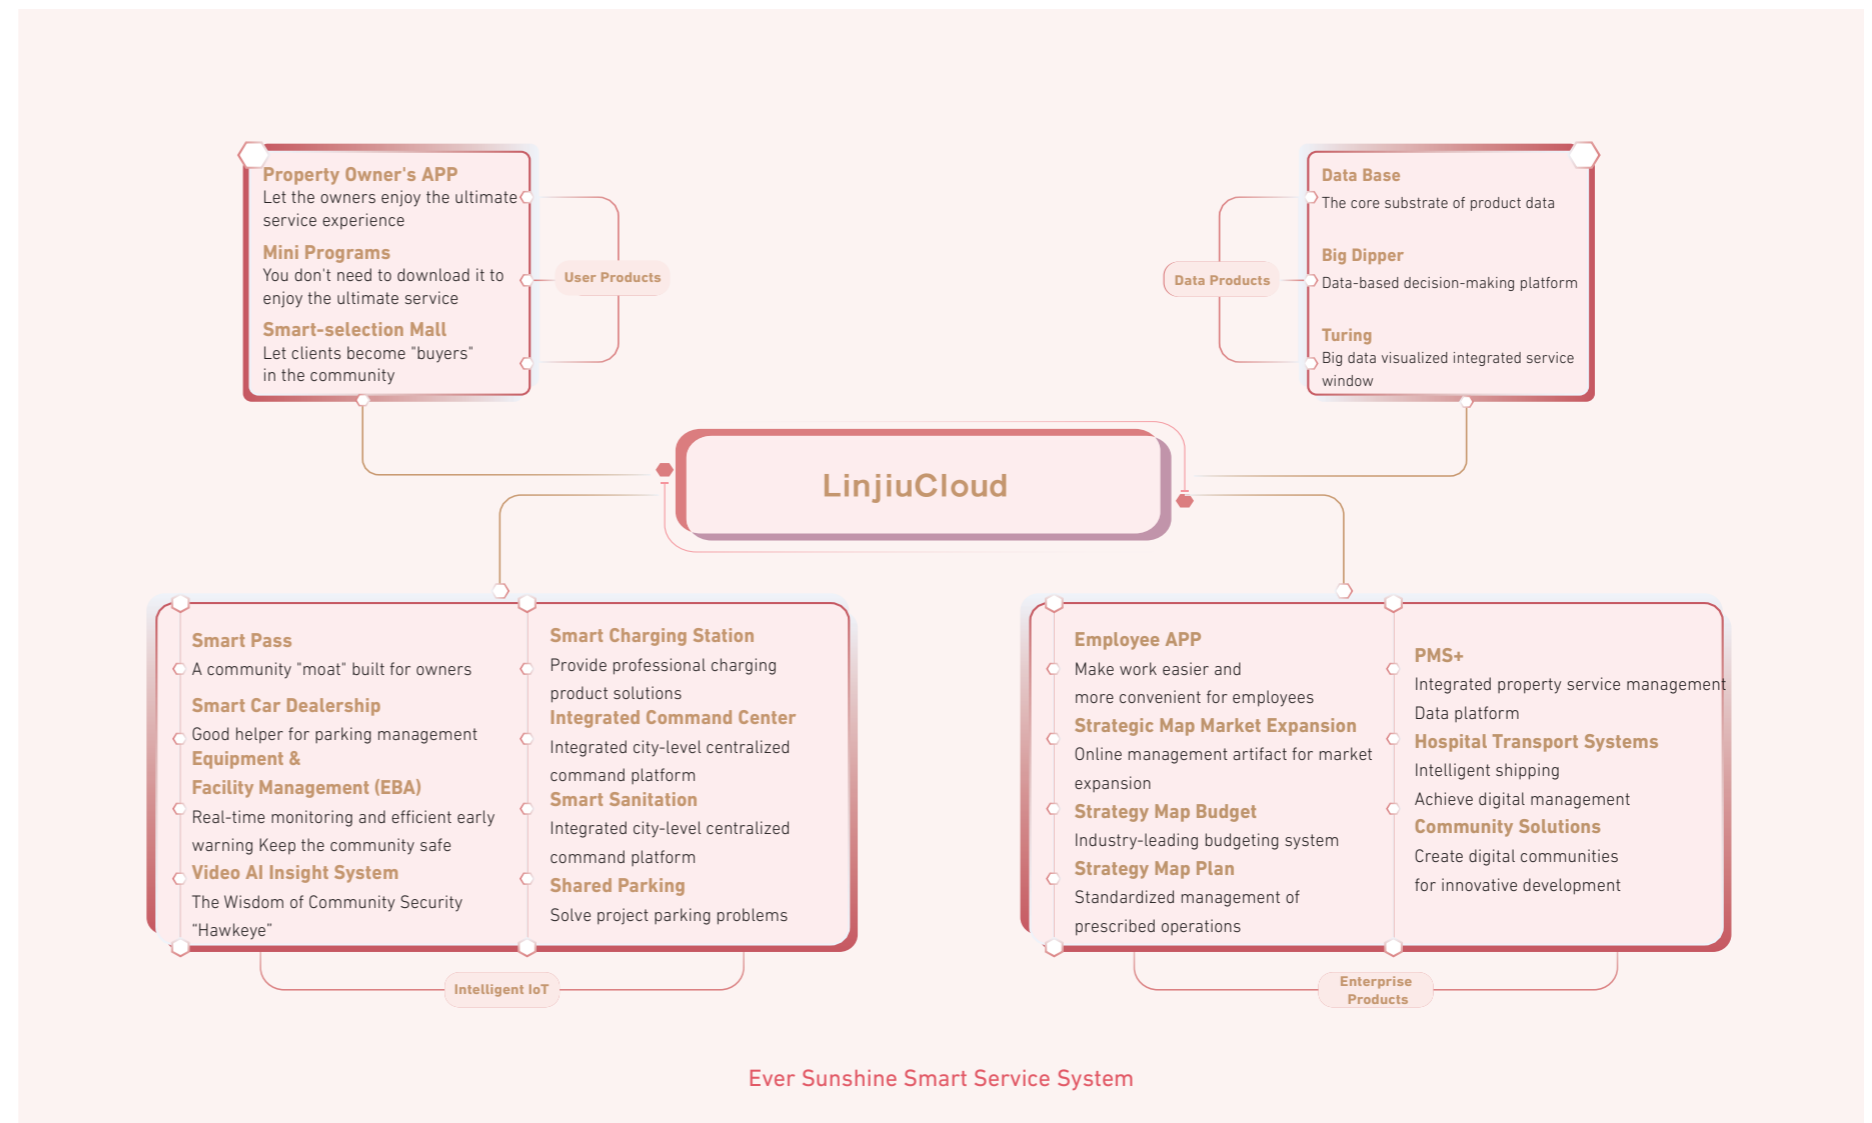 Property Owner's APP
Let the owners enjoy the ultimate
service experience
Mini Programs
You don't need to download it to
enjoy the ultimate service
Smart-selection Mall
Let clients become "buyers"
in the community
User Products
Data Products
Data Base
The core substrate of product data
Big Dipper
Data-based decision-making platform
Turing
Big data visualized integrated service
window
LinjiuCloud
Smart Pass
A community "moat" built for owners
Smart Car Dealership
Good helper for parking management
Equipment &
Facility Management (EBA)
Real-time monitoring and efficient early
warning Keep the community safe
Video AI Insight System
The Wisdom of Community Security
"Hawkeye"
Smart Charging Station
Provide professional charging
product solutions
Integrated Command Center
Integrated city-level centralized
command platform
Smart Sanitation
Integrated city-level centralized
command platform
Shared Parking
Solve project parking problems
Intelligent IoT
Employee APP
Make work easier and
more convenient for employees
Strategic Map Market Expansion
Online management artifact for market
expansion
Strategy Map Budget
Industry-leading budgeting system
Strategy Map Plan
Standardized management of
prescribed operations
PMS+
Integrated property service management
Data platform
Hospital Transport Systems
Intelligent shipping
Achieve digital management
Community Solutions
Create digital communities
for innovative development
Enterprise
Products
Ever Sunshine Smart Service System